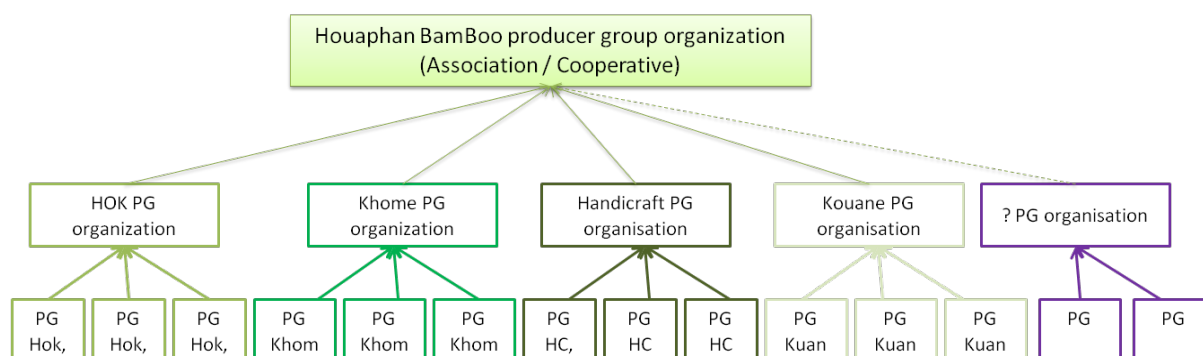 Houaphan BamBoo producer group organization
(Association / Cooperative)
HOK PG
organization
Khome PG
organization
Handicraft PG
organisation
Kouane PG
organisation
? PG organisation
PG
Hok,
PG
Hok,
PG
Hok,
PG
Khom
PG
Khom
PG
Khom
PG
HC,
PG
HC
PG
HC
PG
Kuan
PG
Kuan
PG
Kuan
PG
PG